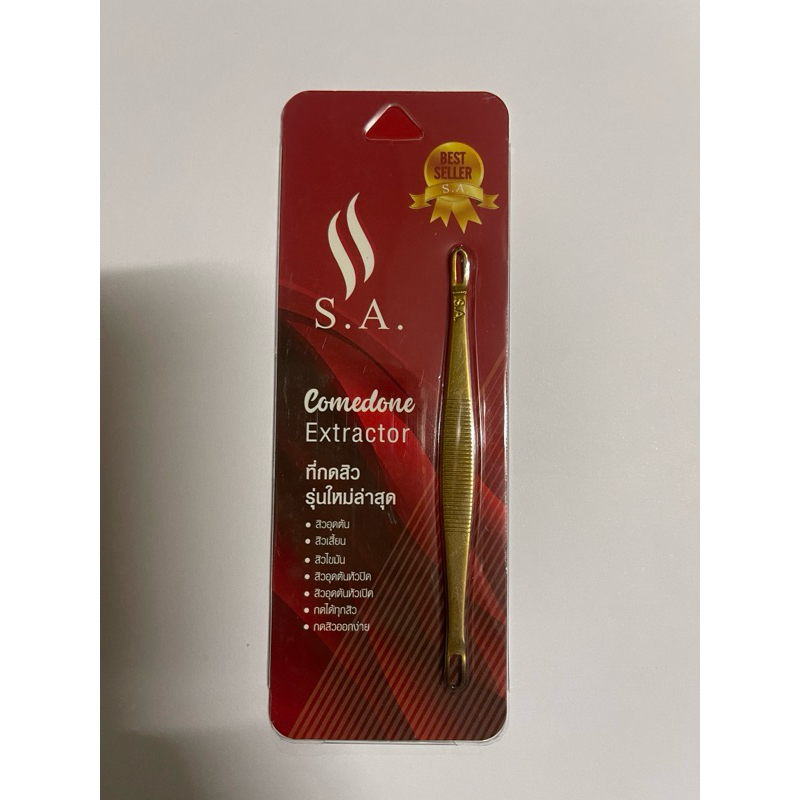 BEST
SELLER
S.A.
S.A.
S.A.
Comedone
Extractor
ที่กดสิว
รุ่นใหม่ล่าสุด
สิวอุดตัน
สิวเสี้ยน
สิวไขมัน
สิวอุดตันหัวปิด
สิวอุดตันหัวเปิด
กดได้ทุกสิว
กดสิวออกง่าย